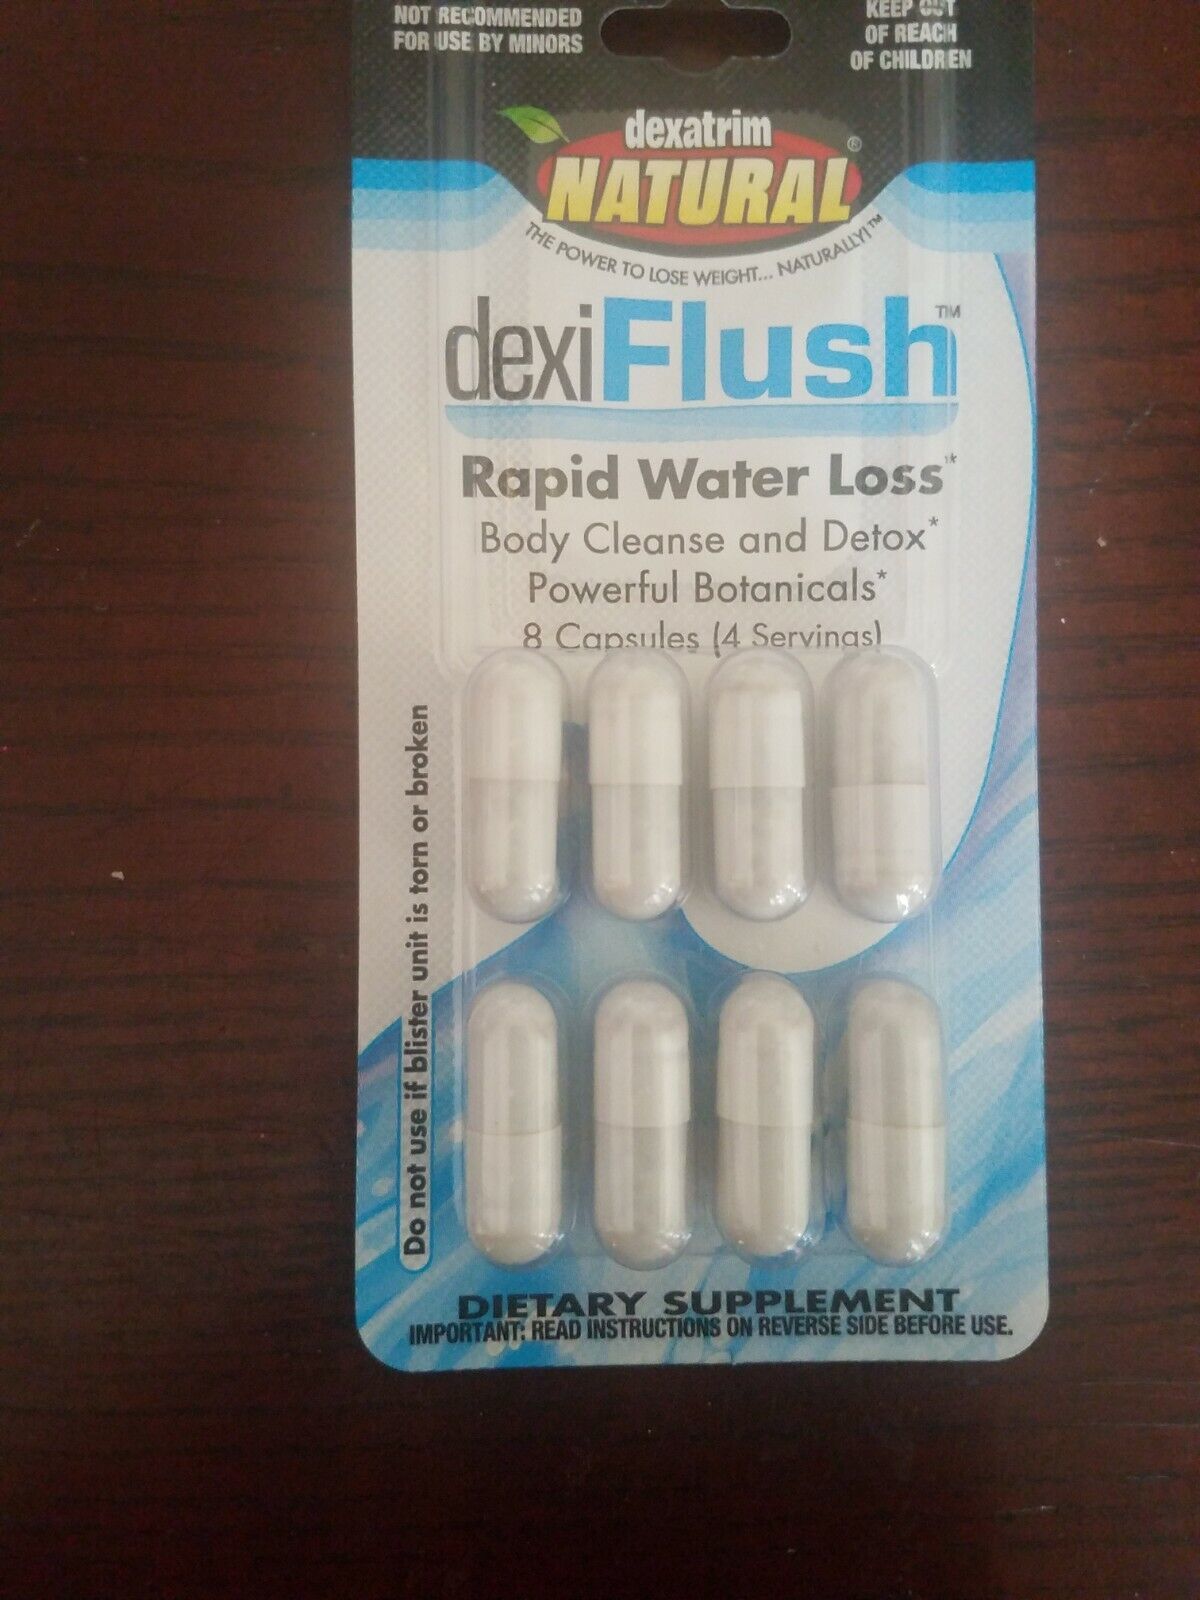 NOT RECOMMENDED
FOR USE BY MINORS
KEEP OUT
OF REACH
OF CHILDREN
dexatrim
NATURAL®
THE POWER TO LOSE WEIGHT... NATURALLY!™
dexiFlush™
Rapid Water Loss*
Body Cleanse and Detox*
Powerful Botanicals*
8 Capsules (4 Servings)
Do not use if blister unit is torn or broken
DIETARY SUPPLEMENT
IMPORTANT: READ INSTRUCTIONS ON REVERSE SIDE BEFORE USE.